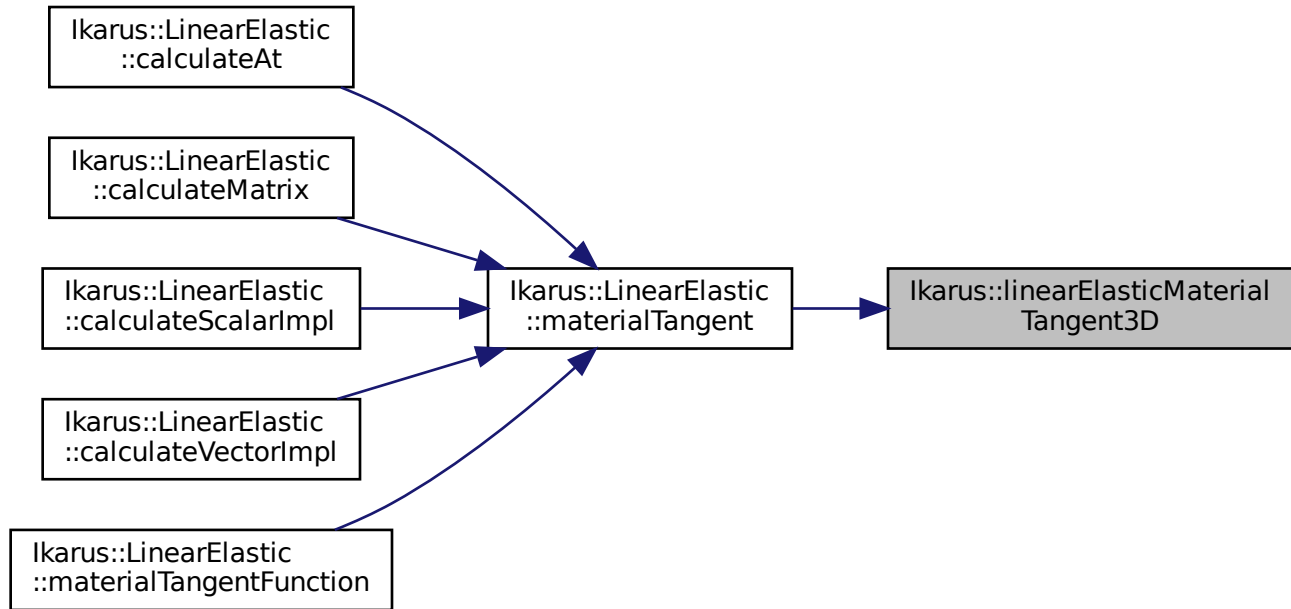 Ikarus::LinearElastic
::calculateAt
Ikarus::LinearElastic
::calculateMatrix
Ikarus::LinearElastic
::calculateScalarImpl
Ikarus::LinearElastic
::calculateVectorImpl
Ikarus::LinearElastic
::materialTangentFunction
Ikarus::LinearElastic
::materialTangent
Ikarus::linearElasticMaterial
Tangent3D